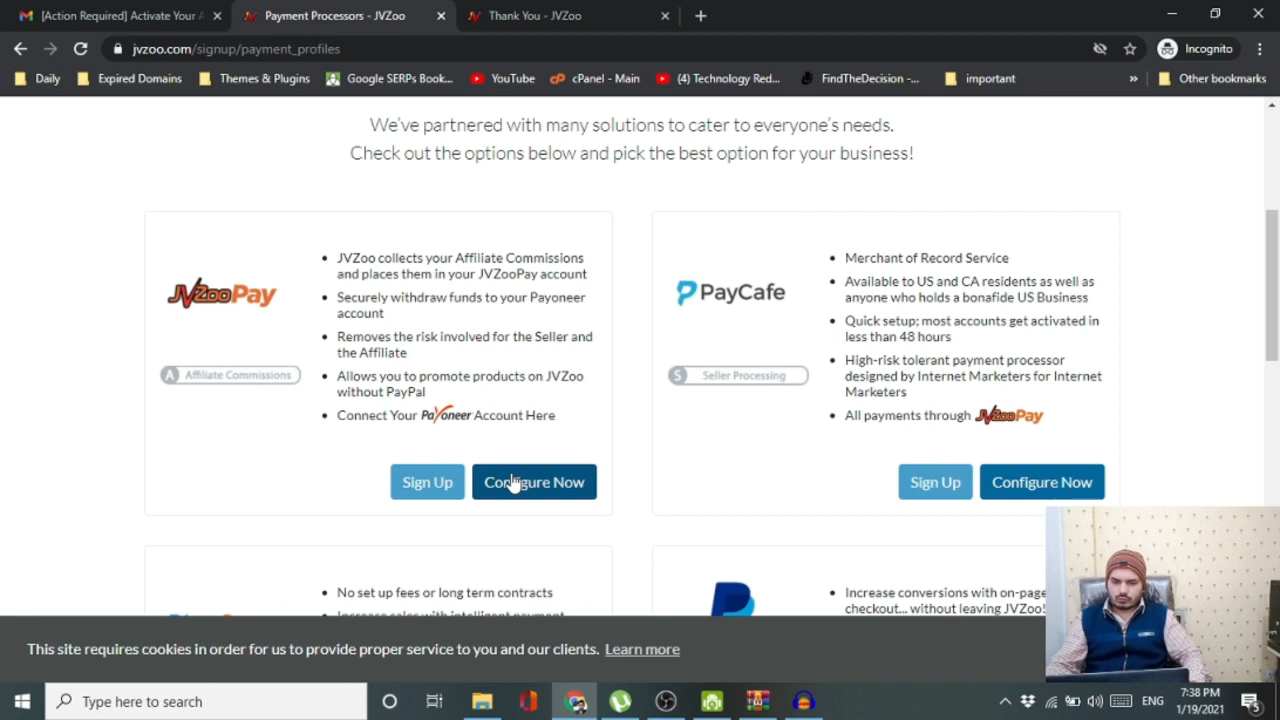 [Action Required] Activate Your A
Payment Processors - JVZoo
Thank You - JVZoo
jvzoo.com/signup/payment_profiles
Incognito
Daily
Expired Domains
Themes & Plugins
Google SERPs Book...
YouTube
cPanel - Main
(4) Technology Red...
FindTheDecision -...
important
»
Other bookmarks
We've partnered with many solutions to cater to everyone's needs.
Check out the options below and pick the best option for your business!
JVZooPay
A Affiliate Commissions
• JVZoo collects your Affiliate Commissions
and places them in your JVZooPay account
• Securely withdraw funds to your Payoneer
account
• Removes the risk involved for the Seller and
the Affiliate
• Allows you to promote products on JVZoo
without PayPal
• Connect Your Payoneer Account Here
Sign Up
Configure Now
PayCafe
S Seller Processing
• Merchant of Record Service
• Available to US and CA residents as well as
anyone who holds a bonafide US Business
• Quick setup; most accounts get activated in
less than 48 hours
• High-risk tolerant payment processor
designed by Internet Marketers for Internet
Marketers
• All payments through JVZooPay
Sign Up
Configure Now
• No set up fees or long term contracts
• Increase sales with intelligent payment
• Increase conversions with on-page
checkout... without leaving JVZoo!
This site requires cookies in order for us to provide proper service to you and our clients. Learn more
Type here to search
ENG
7:38 PM
1/19/2021
5